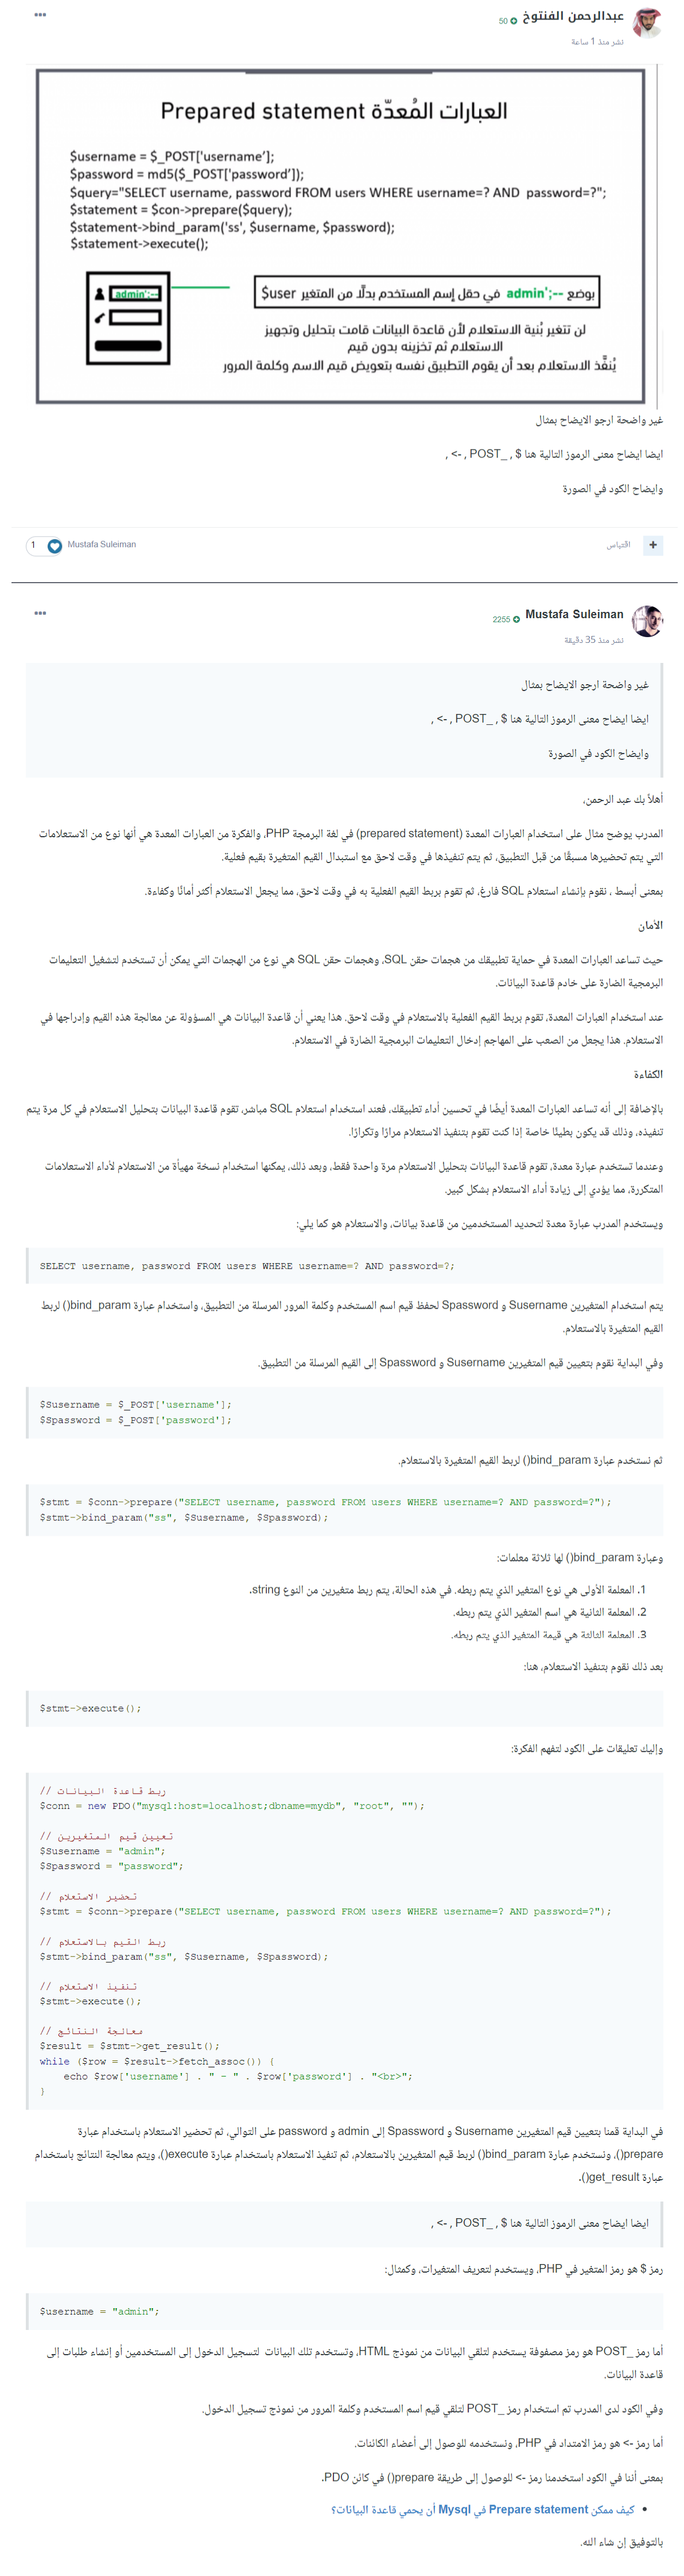 عبدالرحمن الفنتوخ
50
نشر منذ 1 ساعة
العبارات المُعدّة Prepared statement
$username = $_POST['username'];
$password = md5($_POST['password']);
$query="SELECT username, password FROM users WHERE username=? AND password=?";
$statement = $con->prepare($query);
$statement->bind_param('ss', $username, $password);
$statement->execute();
admin';--
بوضع admin';-- في حقل إسم المستخدم بدلًا من المتغير $user
لن تتغير بُنية الاستعلام لأن قاعدة البيانات قامت بتحليل وتجهيز
الاستعلام ثم تخزينه بدون قيم
يُنفَّذ الاستعلام بعد أن يقوم التطبيق نفسه بتعويض قيم الاسم وكلمة المرور
غير واضحة ارجو الايضاح بمثال
ايضا ايضاح معنى الرموز التالية هنا $ , _POST , -> ,
وايضاح الكود في الصورة
اقتباس
Mustafa Suleiman
1
Mustafa Suleiman
2255
نشر منذ 35 دقيقة
غير واضحة ارجو الايضاح بمثال
ايضا ايضاح معنى الرموز التالية هنا $ , _POST , -> ,
وايضاح الكود في الصورة
أهلاً بك عبد الرحمن،
المدرب يوضح مثال على استخدام العبارات المعدة (prepared statement) في لغة البرمجة PHP، والفكرة من العبارات المعدة هي أنها نوع من الاستعلامات
التي يتم تحضيرها مسبقًا من قبل التطبيق، ثم يتم تنفيذها في وقت لاحق مع استبدال القيم المتغيرة بقيم فعلية.
بمعنى أبسط ، نقوم بإنشاء استعلام SQL فارغ، ثم تقوم بربط القيم الفعلية به في وقت لاحق، مما يجعل الاستعلام أكثر أمانًا وكفاءة.
الأمان
حيث تساعد العبارات المعدة في حماية تطبيقك من هجمات حقن SQL، وهجمات حقن SQL هي نوع من الهجمات التي يمكن أن تستخدم لتشغيل التعليمات
البرمجية الضارة على خادم قاعدة البيانات.
عند استخدام العبارات المعدة، تقوم بربط القيم الفعلية بالاستعلام في وقت لاحق. هذا يعني أن قاعدة البيانات هي المسؤولة عن معالجة هذه القيم وإدراجها في
الاستعلام. هذا يجعل من الصعب على المهاجم إدخال التعليمات البرمجية الضارة في الاستعلام.
الكفاءة
بالإضافة إلى أنه تساعد العبارات المعدة أيضًا في تحسين أداء تطبيقك، فعند استخدام استعلام SQL مباشر، تقوم قاعدة البيانات بتحليل الاستعلام في كل مرة يتم
تنفيذه، وذلك قد يكون بطيئًا خاصة إذا كنت تقوم بتنفيذ الاستعلام مرارًا وتكرارًا.
وعندما تستخدم عبارة معدة، تقوم قاعدة البيانات بتحليل الاستعلام مرة واحدة فقط، وبعد ذلك، يمكنها استخدام نسخة مهيأة من الاستعلام لأداء الاستعلامات
المتكررة، مما يؤدي إلى زيادة أداء الاستعلام بشكل كبير.
ويستخدم المدرب عبارة معدة لتحديد المستخدمين من قاعدة بيانات، والاستعلام هو كما يلي:
SELECT username, password FROM users WHERE username=? AND password=?;
يتم استخدام المتغيرين Susername و Spassword لحفظ قيم اسم المستخدم وكلمة المرور المرسلة من التطبيق، واستخدام عبارة bind_param() لربط
القيم المتغيرة بالاستعلام.
وفي البداية نقوم بتعيين قيم المتغيرين Susername و Spassword إلى القيم المرسلة من التطبيق.
$Susername = $_POST['username'];
$Spassword = $_POST['password'];
ثم نستخدم عبارة bind_param() لربط القيم المتغيرة بالاستعلام.
$stmt = $conn->prepare("SELECT username, password FROM users WHERE username=? AND password=?");
$stmt->bind_param("ss", $Susername, $Spassword);
وعبارة bind_param() لها ثلاثة معلمات:
1. المعلمة الأولى هي نوع المتغير الذي يتم ربطه. في هذه الحالة، يتم ربط متغيرين من النوع string.
2. المعلمة الثانية هي اسم المتغير الذي يتم ربطه.
3. المعلمة الثالثة هي قيمة المتغير الذي يتم ربطه.
بعد ذلك نقوم بتنفيذ الاستعلام، هنا:
$stmt->execute();
وإليك تعليقات على الكود لتفهم الفكرة:
// ربط قاعدة البيانات
$conn = new PDO("mysql:host=localhost;dbname=mydb", "root", "");
// تعيين قيم المتغيرين
$Susername = "admin";
$Spassword = "password";
// تحضير الاستعلام
$stmt = $conn->prepare("SELECT username, password FROM users WHERE username=? AND password=?");
// ربط القيم بالاستعلام
$stmt->bind_param("ss", $Susername, $Spassword);
// تنفيذ الاستعلام
$stmt->execute();
// معالجة النتائج
$result = $stmt->get_result();
while ($row = $result->fetch_assoc()) {
echo $row['username'] . " - " . $row['password'] . "<br>";
}
في البداية قمنا بتعيين قيم المتغيرين Susername و Spassword إلى admin و password على التوالي، ثم تحضير الاستعلام باستخدام عبارة
prepare()، ونستخدم عبارة bind_param() لربط قيم المتغيرين بالاستعلام، ثم تنفيذ الاستعلام باستخدام عبارة execute()، ويتم معالجة النتائج باستخدام
عبارة get_result().
ايضا ايضاح معنى الرموز التالية هنا $ , _POST , -> ,
رمز $ هو رمز المتغير في PHP، ويستخدم لتعريف المتغيرات، وكمثال:
$username = "admin";
أما رمز _POST هو رمز مصفوفة يستخدم لتلقي البيانات من نموذج HTML، وتستخدم تلك البيانات لتسجيل الدخول إلى المستخدمين أو إنشاء طلبات إلى
قاعدة البيانات.
وفي الكود لدى المدرب تم استخدام رمز _POST لتلقي قيم اسم المستخدم وكلمة المرور من نموذج تسجيل الدخول.
أما رمز -> هو رمز الامتداد في PHP، ونستخدمه للوصول إلى أعضاء الكائنات.
بمعنى أننا في الكود استخدمنا رمز -> للوصول إلى طريقة prepare() في كائن PDO.
• كيف ممكن Prepare statement في Mysql أن يحمي قاعدة البيانات؟
بالتوفيق إن شاء الله.